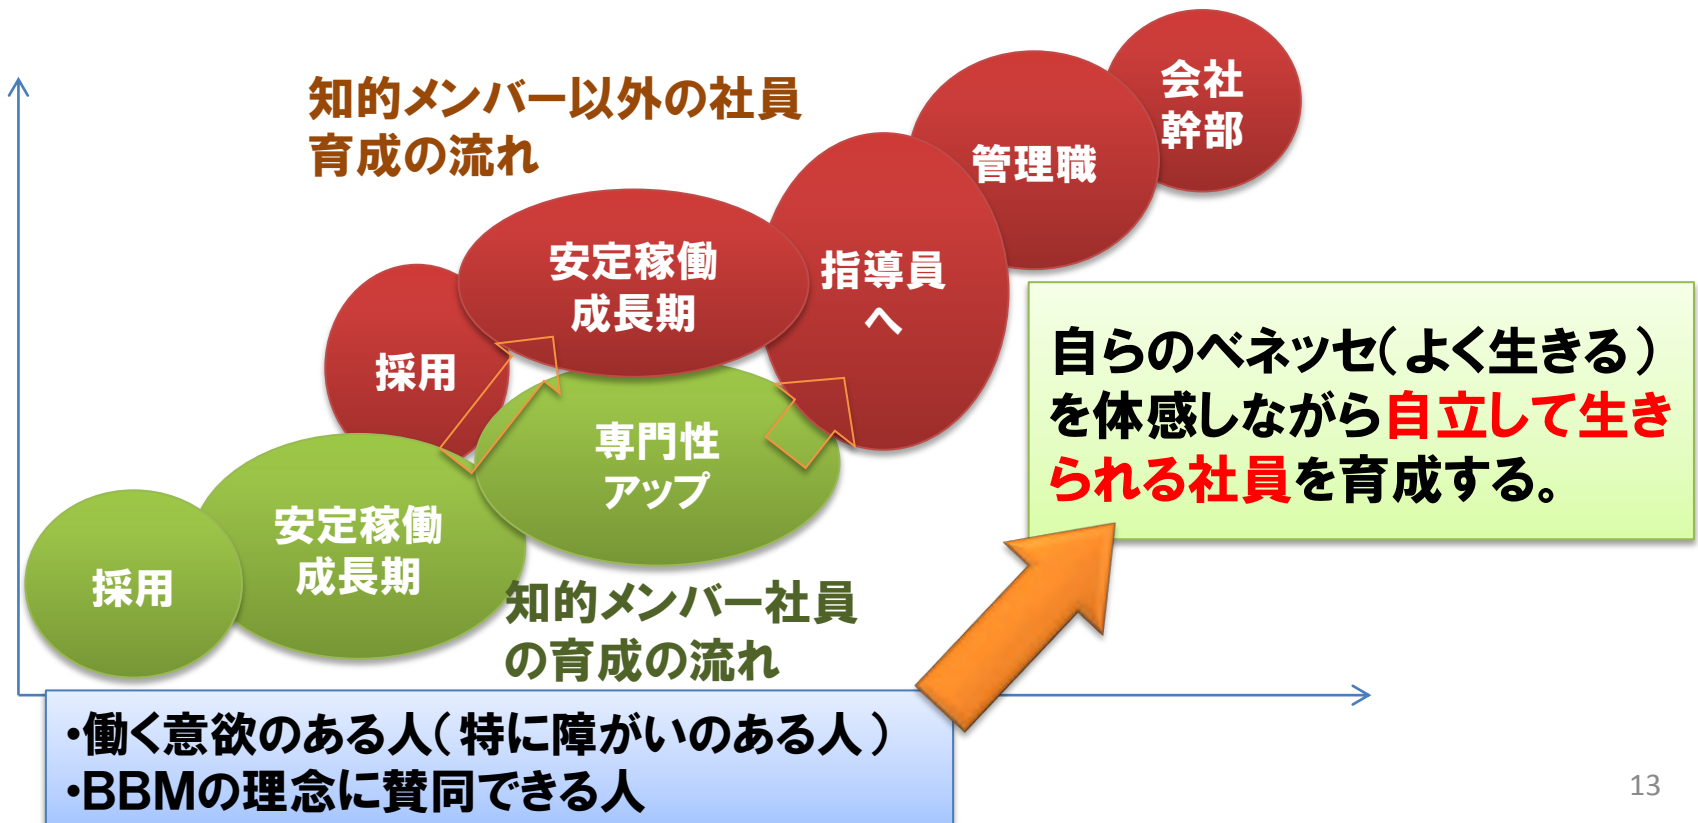 知的メンバー以外の社員
育成の流れ
会社
幹部
管理職
安定稼働
成長期
指導員
へ
採用
専門性
アップ
安定稼働
成長期
採用
知的メンバー社員
の育成の流れ
自らのベネッセ(よく生きる)
を体感しながら自立して生き
られる社員を育成する。
・働く意欲のある人(特に障がいのある人)
・BBMの理念に賛同できる人
13